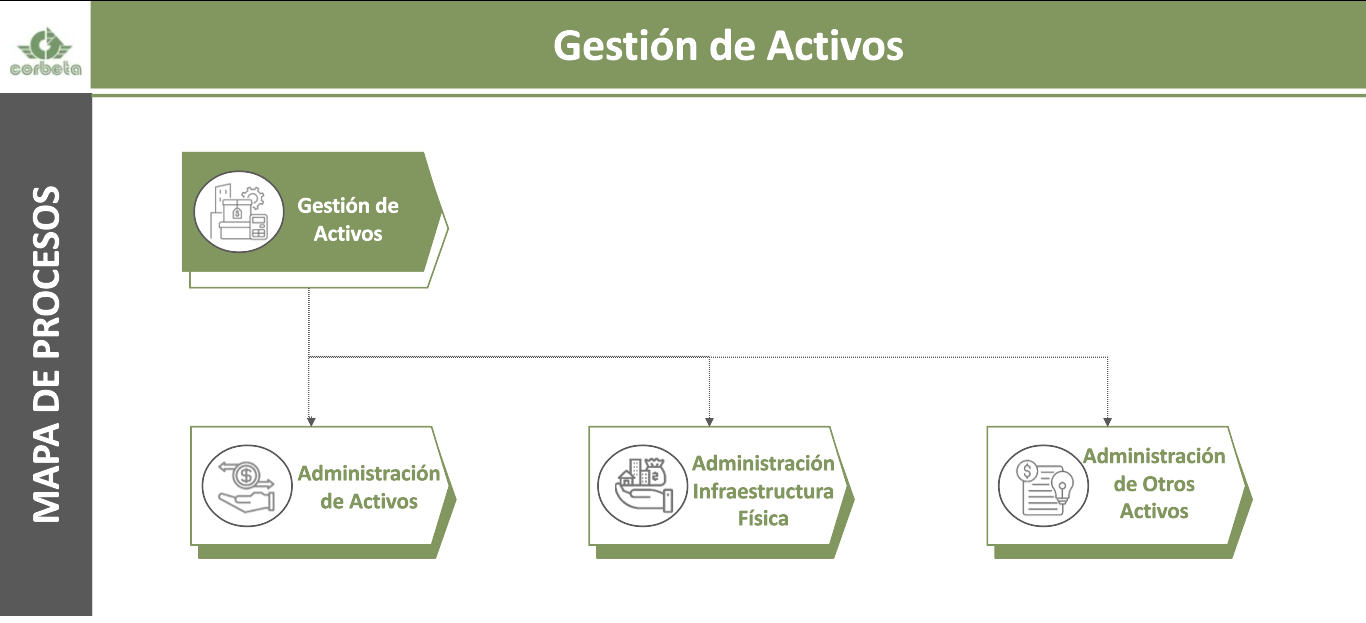 corbeta
Gestión de Activos
MAPA DE PROCESOS
Gestión de
Activos
Administración
de Activos
Administración
Infraestructura
Física
Administración
de Otros
Activos